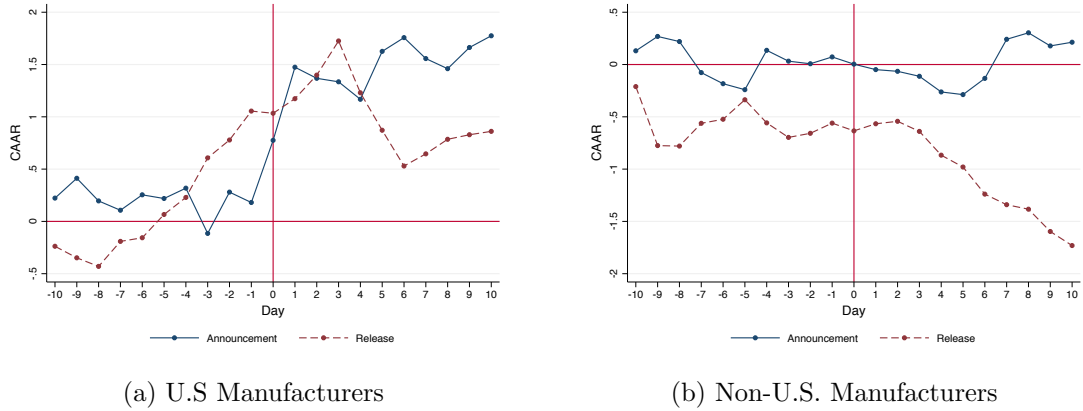 CAAR
2
1.5
1
.5
0
-.5
-10 -9 -8 -7 -6 -5 -4 -3 -2 -1 0 1 2 3 4 5 6 7 8 9 10
Day
Announcement Release
(a) U.S Manufacturers
CAAR
.5
0
-.5
-1
-1.5
-2
-10 -9 -8 -7 -6 -5 -4 -3 -2 -1 0 1 2 3 4 5 6 7 8 9 10
Day
Announcement Release
(b) Non-U.S. Manufacturers